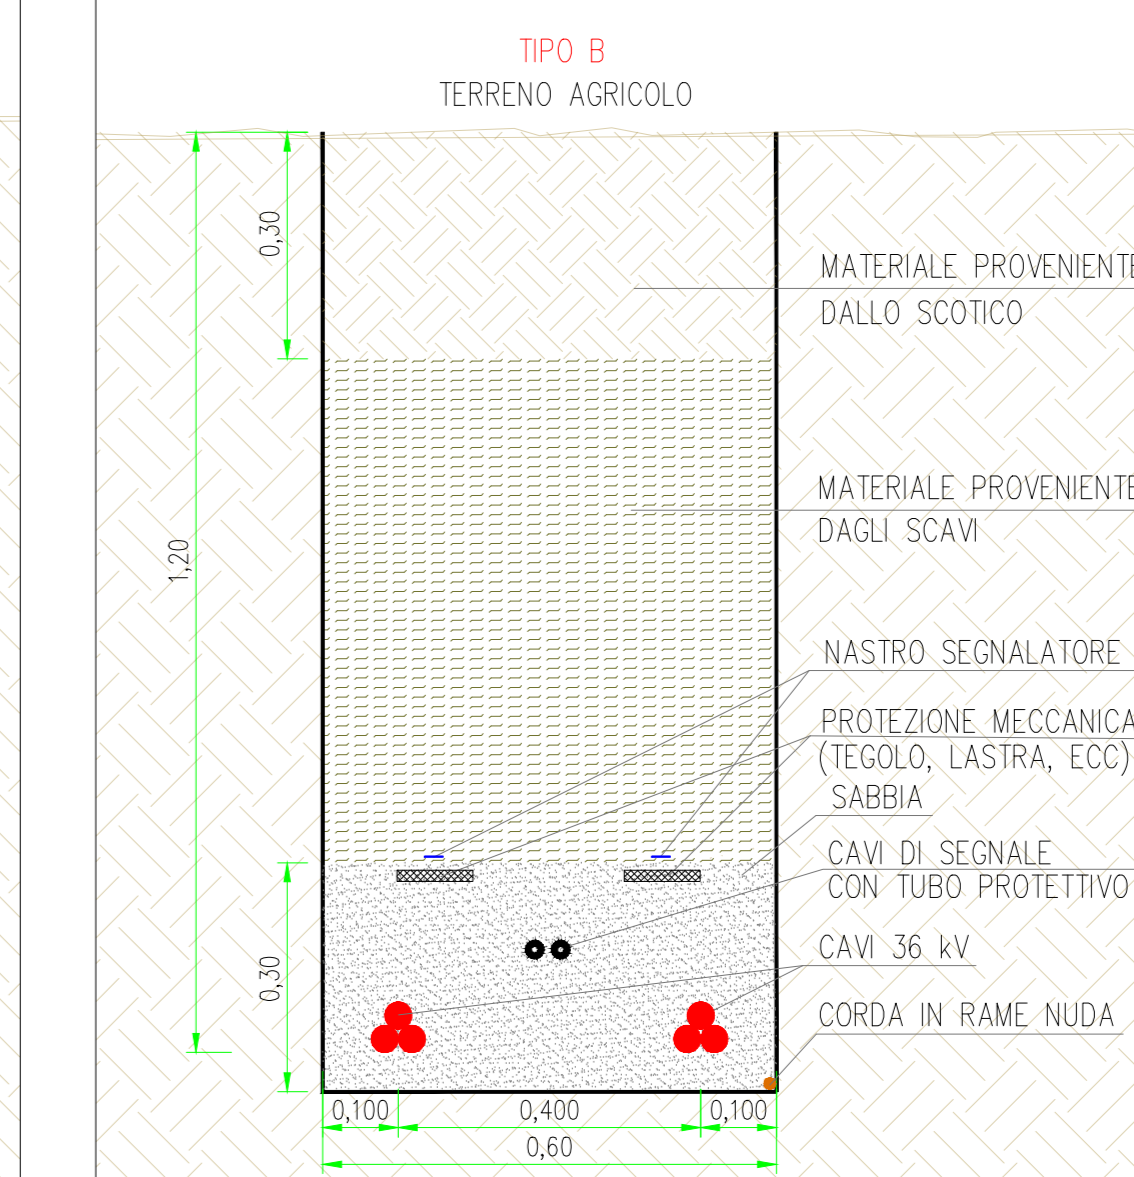 TIPO B
TERRENO AGRICOLO
0,30
MATERIALE PROVENIENTE
DALLO SCOTICO
MATERIALE PROVENIENTE
DAGLI SCAVI
1,20
NASTRO SEGNALATORE
PROTEZIONE MECCANICA
(TEGOLO, LASTRA, ECC)
SABBIA
CAVI DI SEGNALE
CON TUBO PROTETTIVO
CAVI 36 kV
0,30
CORDA IN RAME NUDA
0,100 0,400 0,100
0,60